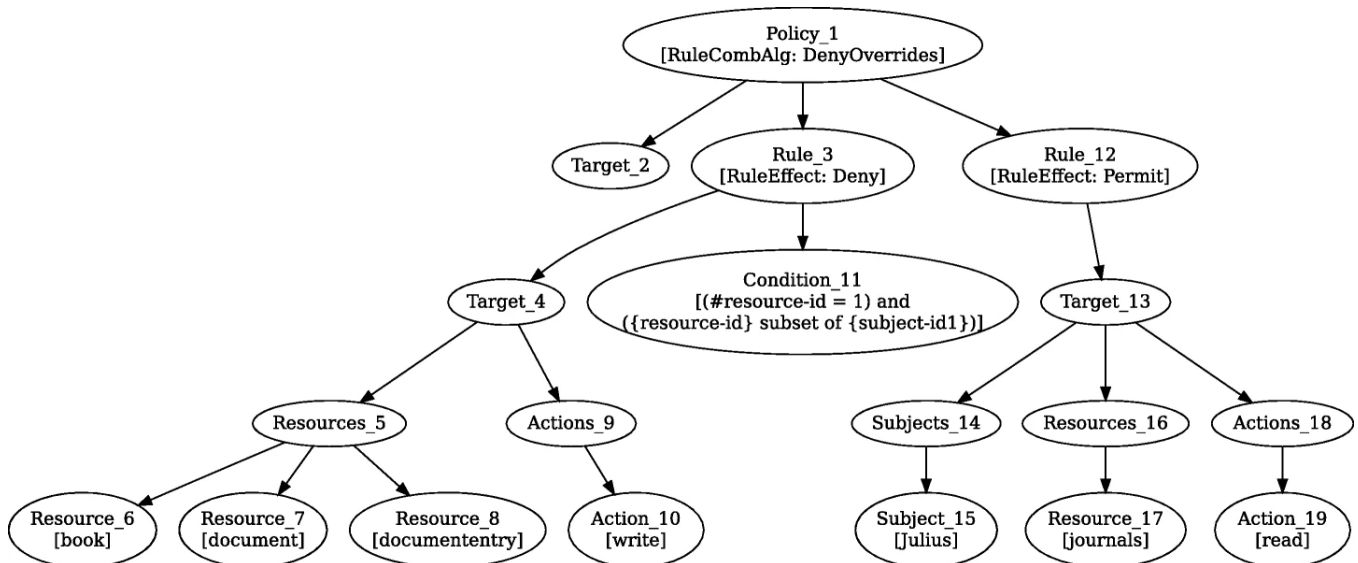 Policy_1
[RuleCombAlg: DenyOverrides]
Target_2
Rule_3
[RuleEffect: Deny]
Rule_12
[RuleEffect: Permit]
Target_4
Condition_11
[(#resource-id = 1) and
({resource-id} subset of {subject-id1})]
Target_13
Resources_5
Actions_9
Subjects_14
Resources_16
Actions_18
Resource_6
[book]
Resource_7
[document]
Resource_8
[documententry]
Action_10
[write]
Subject_15
[Julius]
Resource_17
[journals]
Action_19
[read]